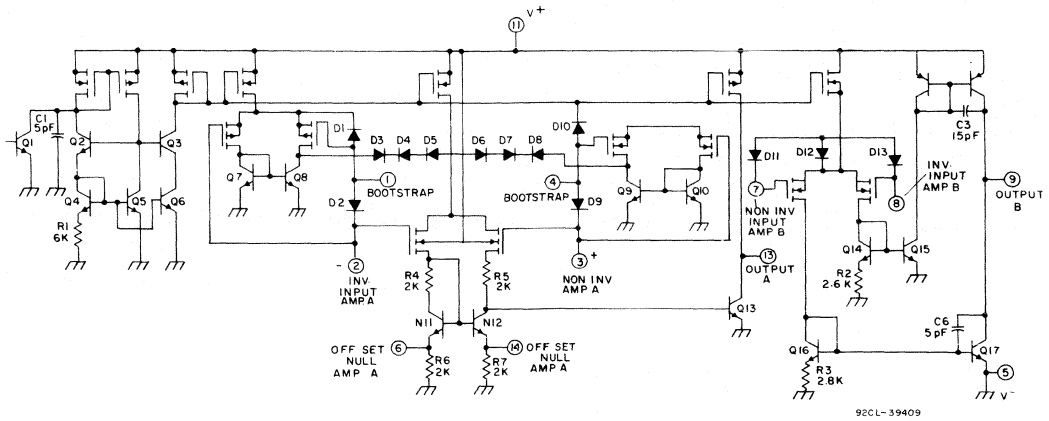 11 V+
C1
5pF
Q1
Q2
Q3
Q4
Q5
Q6
R1
6K
D1
D3 D4 D5 D6 D7 D8
D10
Q7
Q8
1
BOOTSTRAP
D2
4
BOOTSTRAP
D9
Q9
Q10
- 2
INV.
INPUT
AMP A
3 +
NON INV
AMP A
R4
2K
R5
2K
N11
N12
6
OFF SET
NULL
AMP A
14 OFF SET
NULL
AMP A
R6
2K
R7
2K
13
OUTPUT
A
Q13
D11
D12
D13
7
NON INV
INPUT
AMP B
8
INV-
INPUT
AMP B
C3
15pF
9
OUTPUT
B
Q14
Q15
R2
2.6K
C6
5pF
Q16
Q17
R3
2.8K
5
V-
92CL-39409